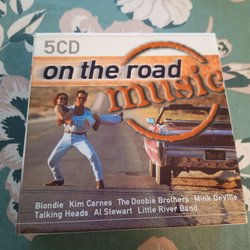 5CD
on the road
music
Blondie Kim Carnes The Doobie Brothers Mink DeVille
Talking Heads Al Stewart Little River Band